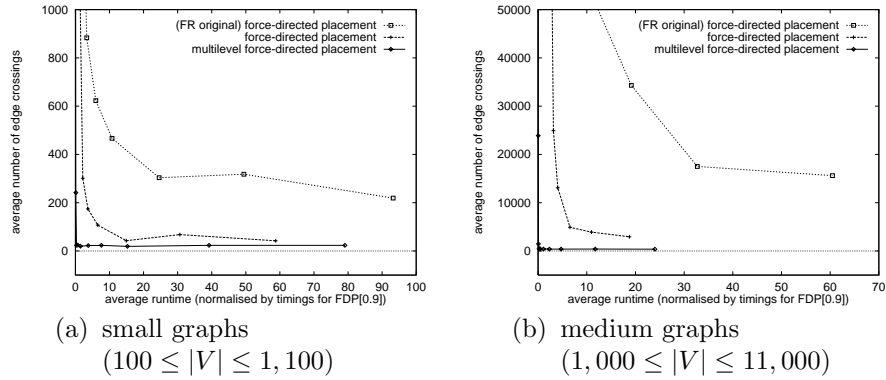 1000
800
600
400
200
0
average number of edge crossings
0 10 20 30 40 50 60 70 80 90 100
average runtime (normalised by timings for FDP[0.9])
(FR original) force-directed placement
force-directed placement
multilevel force-directed placement
(a) small graphs
(100 ≤ |V| ≤ 1, 100)
50000
40000
30000
20000
10000
0
average number of edge crossings
0 10 20 30 40 50 60 70
average runtime (normalised by timings for FDP[0.9])
(FR original) force-directed placement
force-directed placement
multilevel force-directed placement
(b) medium graphs
(1, 000 ≤ |V| ≤ 11, 000)